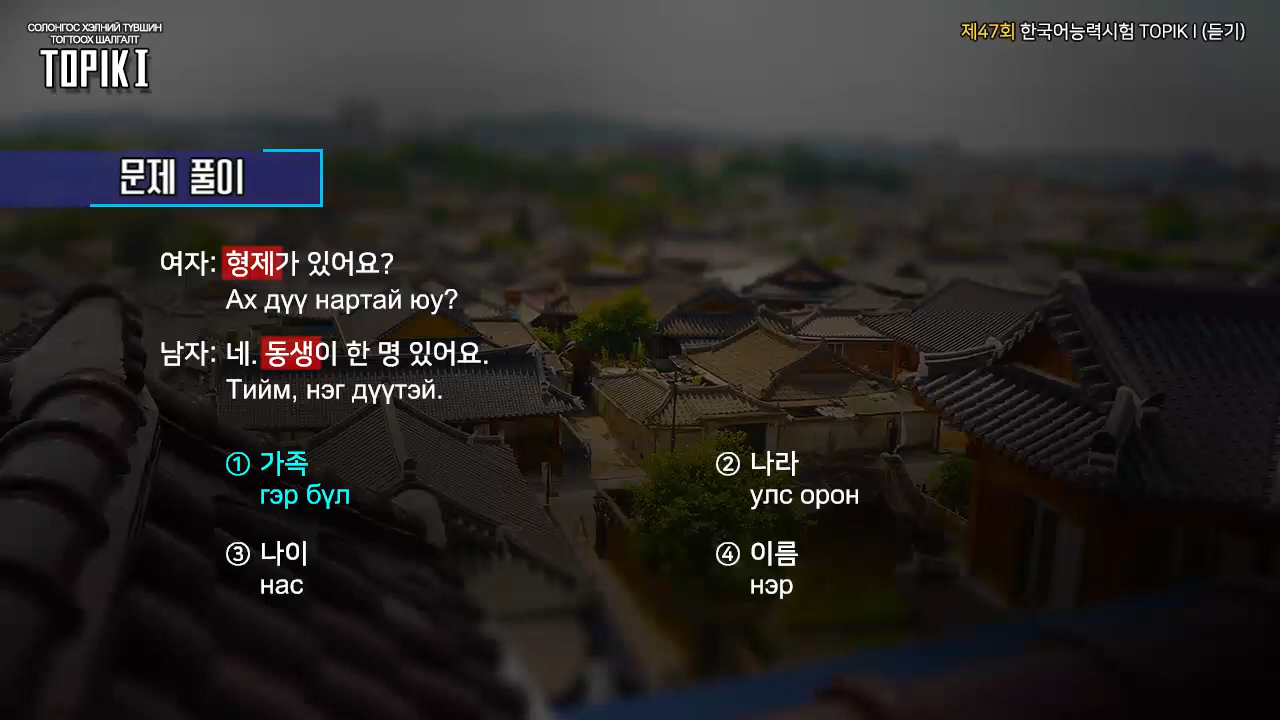 СОЛОНГОС ХЭЛНИЙ ТҮВШИН
ТОГТООХ ШАЛГАЛТ
TOPIK I
제47회 한국어능력시험 TOPIK I (듣기)
문제 풀이
여자: 형제가 있어요?
Ах дүү нартай юу?
남자: 네. 동생이 한 명 있어요.
Тийм, нэг дүүтэй.
① 가족
гэр бүл
② 나라
улс орон
③ 나이
нас
④ 이름
нэр